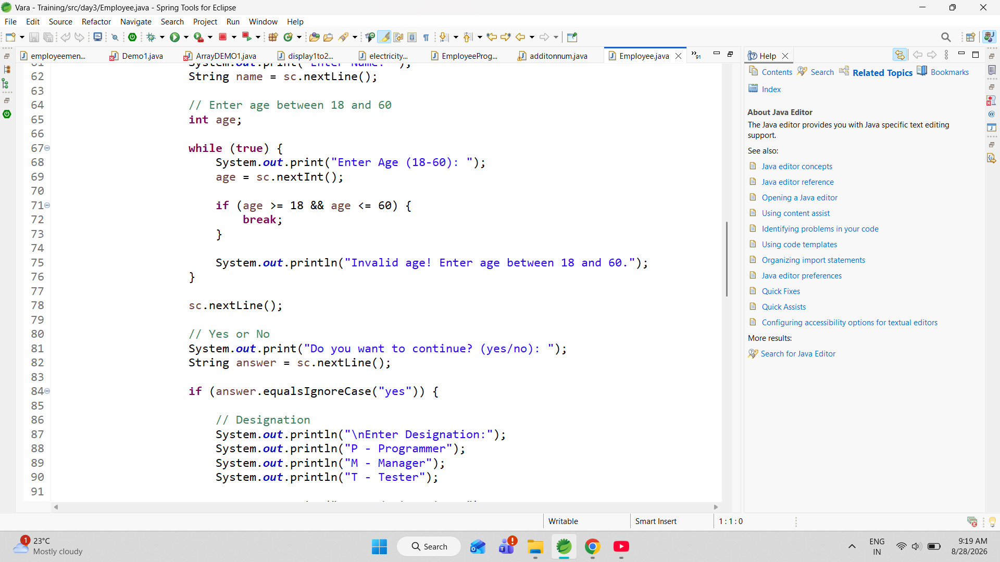 Vara - Training/src/day3/Employee.java - Spring Tools for Eclipse
File Edit Source Refactor Navigate Search Project Run Window Help
employeemen... Demo1.java ArrayDEMO1.java display1to2... electricity... EmployeeProg... additonnum.java Employee.java »91
61 System.out.print("Enter Name: ");
62 String name = sc.nextLine();
63
64 // Enter age between 18 and 60
65 int age;
66
67 while (true) {
68 System.out.print("Enter Age (18-60): ");
69 age = sc.nextInt();
70
71 if (age >= 18 && age <= 60) {
72 break;
73 }
74
75 System.out.println("Invalid age! Enter age between 18 and 60.");
76 }
77
78 sc.nextLine();
79
80 // Yes or No
81 System.out.print("Do you want to continue? (yes/no): ");
82 String answer = sc.nextLine();
83
84 if (answer.equalsIgnoreCase("yes")) {
85
86 // Designation
87 System.out.println("\nEnter Designation:");
88 System.out.println("P - Programmer");
89 System.out.println("M - Manager");
90 System.out.println("T - Tester");
91
Help
Contents Search Related Topics Bookmarks
Index
About Java Editor
The Java editor provides you with Java specific text editing
support.
See also:
Java editor concepts
Java editor reference
Opening a Java editor
Using content assist
Identifying problems in your code
Using code templates
Organizing import statements
Java editor preferences
Quick Fixes
Quick Assists
Configuring accessibility options for textual editors
More results:
Search for Java Editor
Writable Smart Insert 1 : 1 : 0
1
23°C
Mostly cloudy
Search
ENG
IN
9:19 AM
8/28/2026